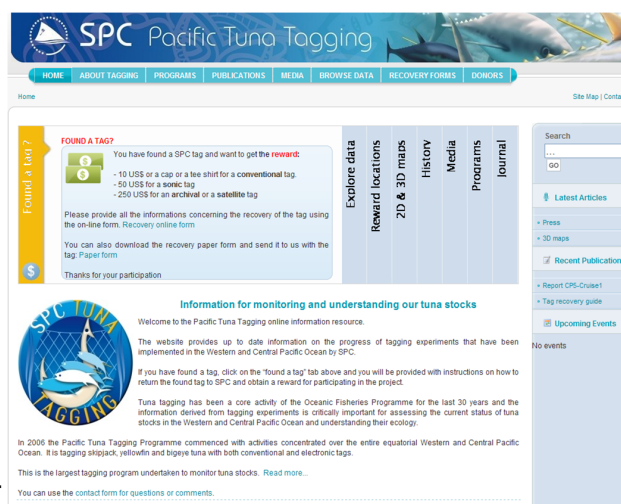 SPC Pacific Tuna Tagging
HOME ABOUT TAGGING PROGRAMS PUBLICATIONS MEDIA BROWSE DATA RECOVERY FORMS DONORS
Home
Site Map | Conta
Found a tag ?
$
FOUND A TAG?
You have found a SPC tag and want to get the reward:
- 10 US$ or a cap or a tee shirt for a conventional tag.
- 50 US$ for a sonic tag
- 250 US$ for an archival or a satellite tag
Please provide all the informations concerning the recovery of the tag using
the on-line form. Recovery online form
You can also download the recovery paper form and send it to us with the
tag: Paper form
Thanks for your participation
Explore data
Reward locations
2D & 3D maps
History
Media
Programs
Journal
Search
...
GO
Latest Articles
Press
3D maps
Recent Publication
Report CP5-Cruise1
Tag recovery guide
Upcoming Events
No events
SPC TUNA
TAGGING
Information for monitoring and understanding our tuna stocks
Welcome to the Pacific Tuna Tagging online information resource.
The website provides up to date information on the progress of tagging experiments that have been
implemented in the Western and Central Pacific Ocean by SPC.
If you have found a tag, click on the "found a tag" tab above and you will be provided with instructions on how to
return the found tag to SPC and obtain a reward for participating in the project.
Tuna tagging has been a core activity of the Oceanic Fisheries Programme for the last 30 years and the
information derived from tagging experiments is critically important for assessing the current status of tuna
stocks in the Western and Central Pacific Ocean and understanding their ecology.
In 2006 the Pacific Tuna Tagging Programme commenced with activities concentrated over the entire equatorial Western and Central Pacific
Ocean. It is tagging skipjack, yellowfin and bigeye tuna with both conventional and electronic tags.
This is the largest tagging program undertaken to monitor tuna stocks. Read more...
You can use the contact form for questions or comments.